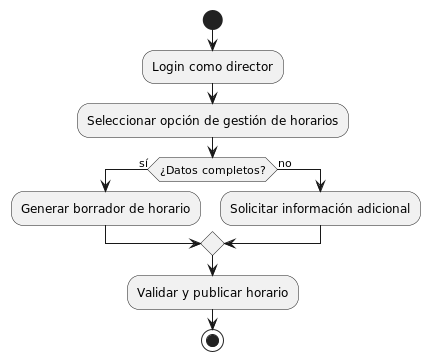 Login como director
Seleccionar opción de gestión de horarios
sí
¿Datos completos?
no
Generar borrador de horario
Solicitar información adicional
Validar y publicar horario